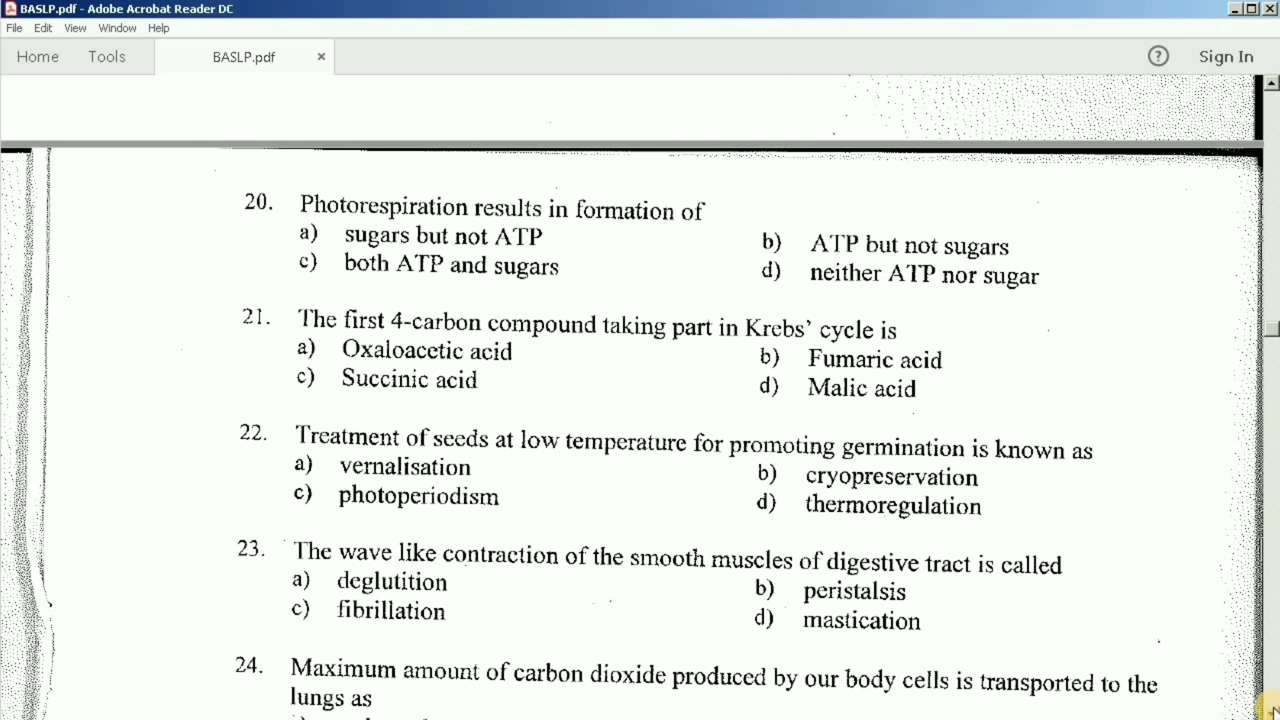 BASLP.pdf - Adobe Acrobat Reader DC
File Edit View Window Help
Home Tools BASLP.pdf × ? Sign In
20. Photorespiration results in formation of
a) sugars but not ATP b) ATP but not sugars
c) both ATP and sugars d) neither ATP nor sugar
21. The first 4-carbon compound taking part in Krebs' cycle is
a) Oxaloacetic acid b) Fumaric acid
c) Succinic acid d) Malic acid
22. Treatment of seeds at low temperature for promoting germination is known as
a) vernalisation b) cryopreservation
c) photoperiodism d) thermoregulation
23. The wave like contraction of the smooth muscles of digestive tract is called
a) deglutition b) peristalsis
c) fibrillation d) mastication
24. Maximum amount of carbon dioxide produced by our body cells is transported to the
lungs as